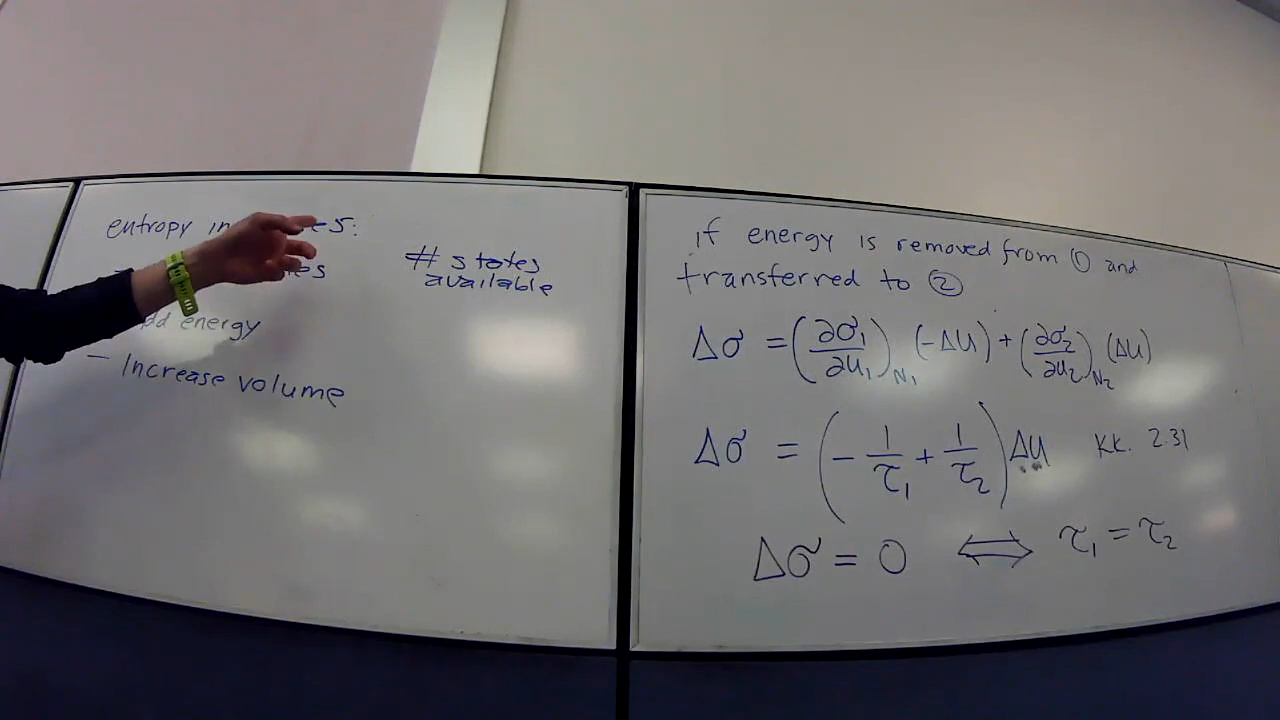 entropy
# states
available
energy
– Increase volume
if energy is removed from ① and
transferred to ②
Δσ = (∂σ₁/∂U₁)_N₁ (-ΔU) + (∂σ₂/∂U₂)_N₂ (ΔU)
Δσ = (- 1/τ₁ + 1/τ₂) ΔU KK. 2.31
Δσ = 0 ⟺ τ₁ = τ₂